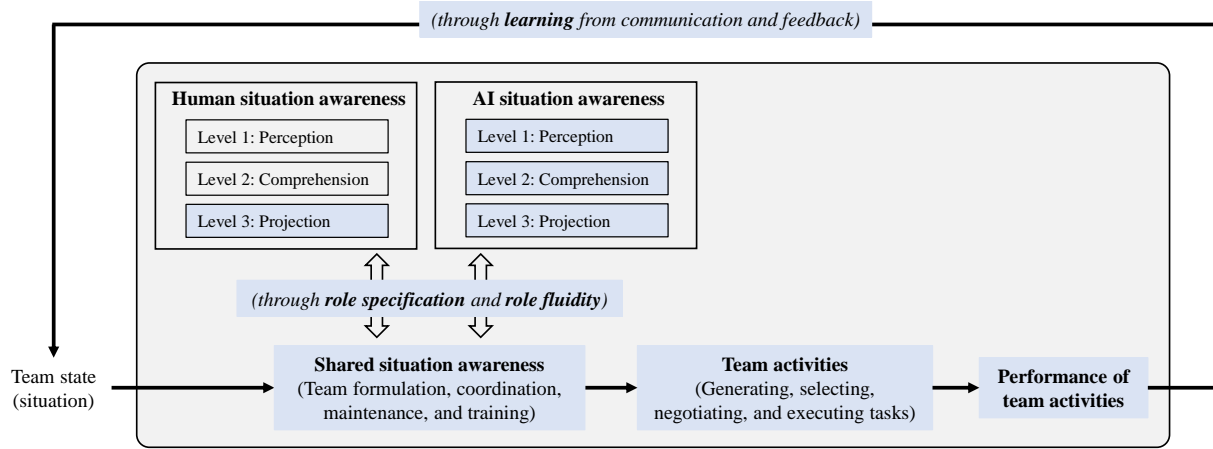 (through learning from communication and feedback)
Human situation awareness
Level 1: Perception
Level 2: Comprehension
Level 3: Projection
AI situation awareness
Level 1: Perception
Level 2: Comprehension
Level 3: Projection
(through role specification and role fluidity)
Team state
(situation)
Shared situation awareness
(Team formulation, coordination,
maintenance, and training)
Team activities
(Generating, selecting,
negotiating, and executing tasks)
Performance of
team activities